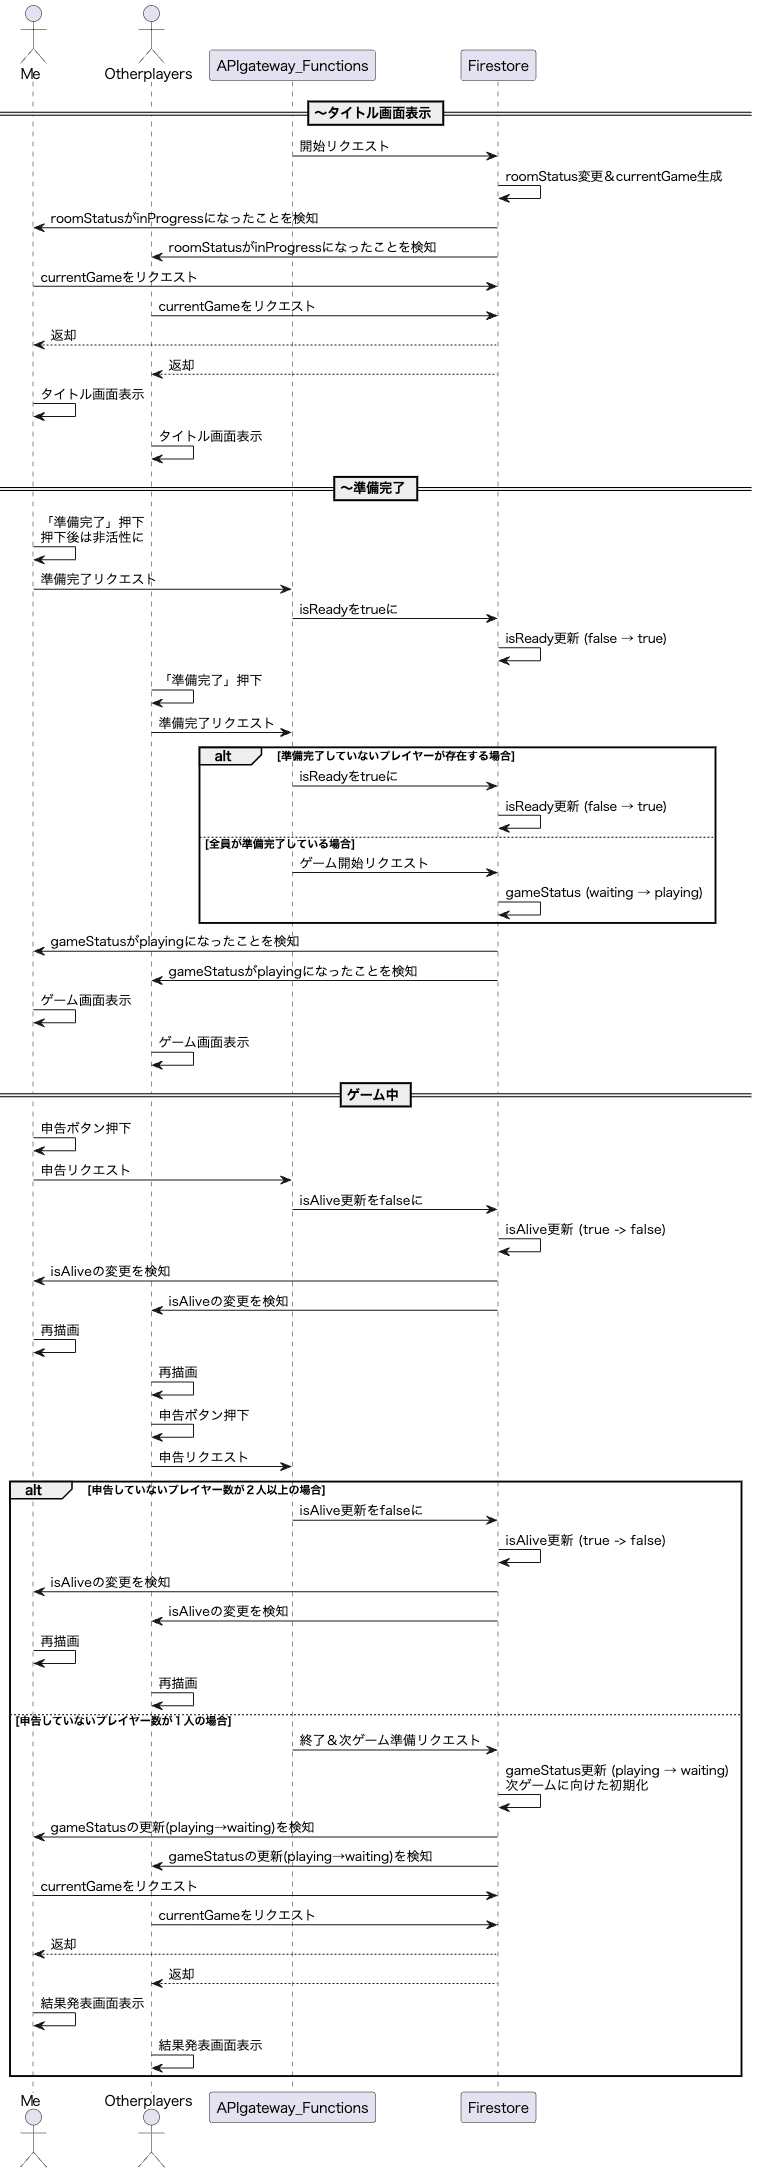 Me
Otherplayers
APIgateway_Functions
Firestore
～タイトル画面表示
開始リクエスト
roomStatus変更＆currentGame生成
roomStatusがinProgressになったことを検知
roomStatusがinProgressになったことを検知
currentGameをリクエスト
currentGameをリクエスト
返却
返却
タイトル画面表示
タイトル画面表示
～準備完了
「準備完了」押下
押下後は非活性に
準備完了リクエスト
isReadyをtrueに
isReady更新 (false → true)
「準備完了」押下
準備完了リクエスト
alt
[準備完了していないプレイヤーが存在する場合]
isReadyをtrueに
isReady更新 (false → true)
[全員が準備完了している場合]
ゲーム開始リクエスト
gameStatus (waiting → playing)
gameStatusがplayingになったことを検知
gameStatusがplayingになったことを検知
ゲーム画面表示
ゲーム画面表示
ゲーム中
申告ボタン押下
申告リクエスト
isAlive更新をfalseに
isAlive更新 (true -> false)
isAliveの変更を検知
isAliveの変更を検知
再描画
再描画
申告ボタン押下
申告リクエスト
alt
[申告していないプレイヤー数が２人以上の場合]
isAlive更新をfalseに
isAlive更新 (true -> false)
isAliveの変更を検知
isAliveの変更を検知
再描画
再描画
[申告していないプレイヤー数が１人の場合]
終了＆次ゲーム準備リクエスト
gameStatus更新 (playing → waiting)
次ゲームに向けた初期化
gameStatusの更新(playing→waiting)を検知
gameStatusの更新(playing→waiting)を検知
currentGameをリクエスト
currentGameをリクエスト
返却
返却
結果発表画面表示
結果発表画面表示
Me
Otherplayers
APIgateway_Functions
Firestore